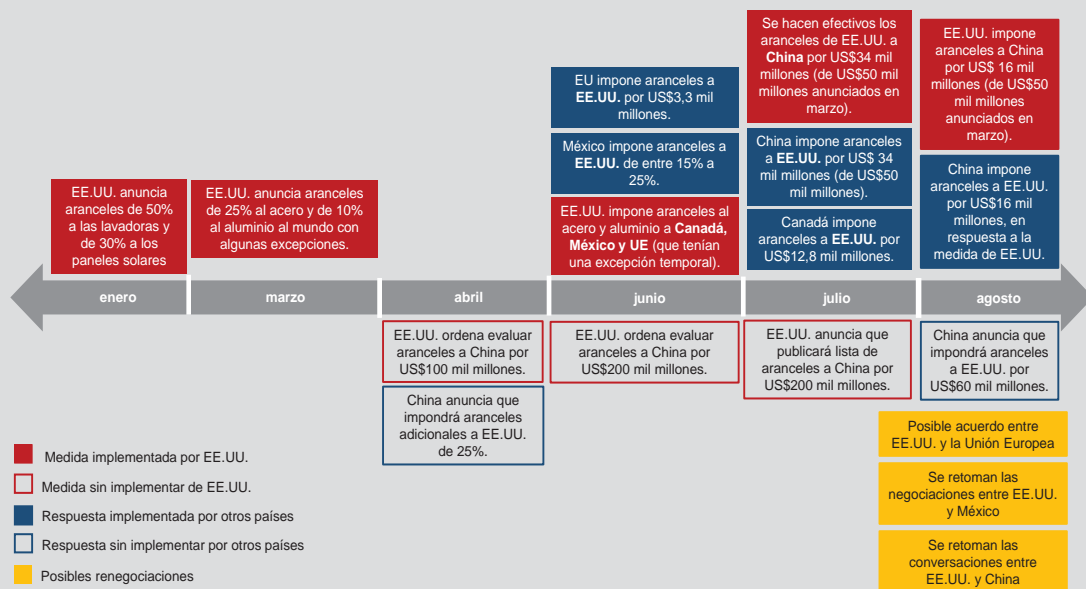 EE.UU. anuncia
aranceles de 50%
a las lavadoras y
de 30% a los
paneles solares
EE.UU. anuncia aranceles
de 25% al acero y de 10%
al aluminio al mundo con
algunas excepciones.
EU impone aranceles a
EE.UU. por US$3,3 mil
millones.
México impone aranceles a
EE.UU. de entre 15% a
25%.
EE.UU. impone aranceles al
acero y aluminio a Canadá,
México y UE (que tenían
una excepción temporal).
Se hacen efectivos los
aranceles de EE.UU. a
China por US$34 mil
millones (de US$50 mil
millones anunciados en
marzo).
China impone aranceles
a EE.UU. por US$ 34
mil millones (de US$50
mil millones).
Canadá impone
aranceles a EE.UU. por
US$12,8 mil millones.
EE.UU. impone
aranceles a China
por US$ 16 mil
millones (de US$50
mil millones
anunciados en
marzo).
China impone
aranceles a EE.UU.
por US$16 mil
millones, en
respuesta a la
medida de EE.UU.
enero
marzo
abril
junio
julio
agosto
EE.UU. ordena evaluar
aranceles a China por
US$100 mil millones.
China anuncia que
impondrá aranceles
adicionales a EE.UU.
de 25%.
EE.UU. ordena evaluar
aranceles a China por
US$200 mil millones.
EE.UU. anuncia que
publicará lista de
aranceles a China por
US$200 mil millones.
China anuncia que
impondrá aranceles
a EE.UU. por
US$60 mil millones.
Posible acuerdo entre
EE.UU. y la Unión Europea
Se retoman las
negociaciones entre EE.UU.
y México
Se retoman las
conversaciones entre
EE.UU. y China
Medida implementada por EE.UU.
Medida sin implementar de EE.UU.
Respuesta implementada por otros países
Respuesta sin implementar por otros países
Posibles renegociaciones